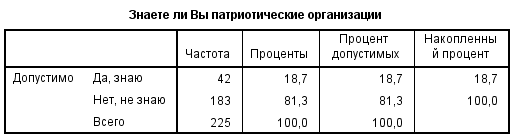 Знаете ли Вы патриотические организации
Частота Проценты Процент допустимых Накопленны й процент
Допустимо Да, знаю 42 18,7 18,7 18,7
Нет, не знаю 183 81,3 81,3 100,0
Всего 225 100,0 100,0